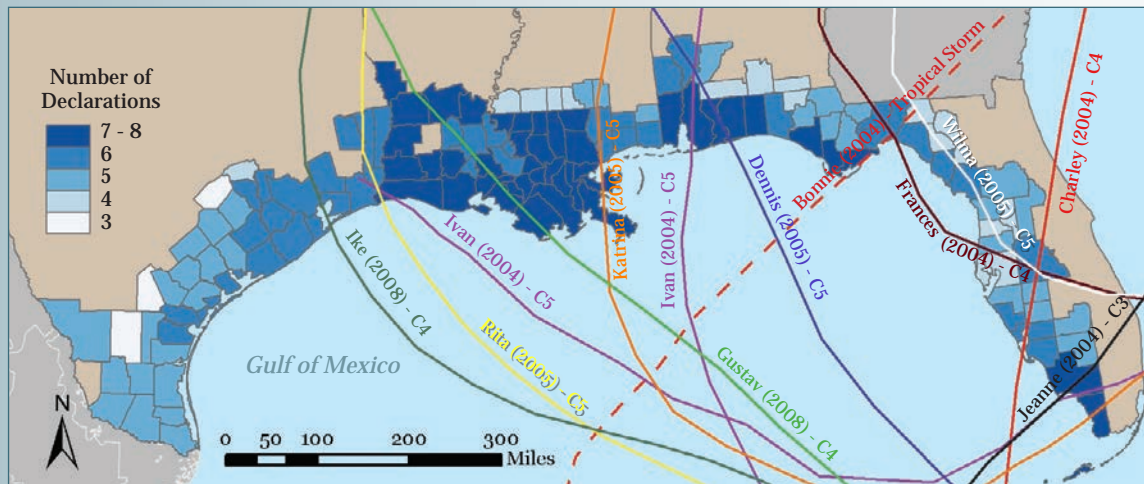 Number of
Declarations
7 - 8
6
5
4
3
Ike (2008) - C4
Rita (2005) - C5
Ivan (2004) - C5
Gustav (2008) - C4
Katrina (2005) - C5
Ivan (2004) - C5
Bonnie (2004) - Tropical Storm
Dennis (2005) - C5
Frances (2004) - C4
Wilma (2005) - C5
Charley (2004) - C4
Jeanne (2004) - C3
Gulf of Mexico
N
0 50 100 200 300
Miles